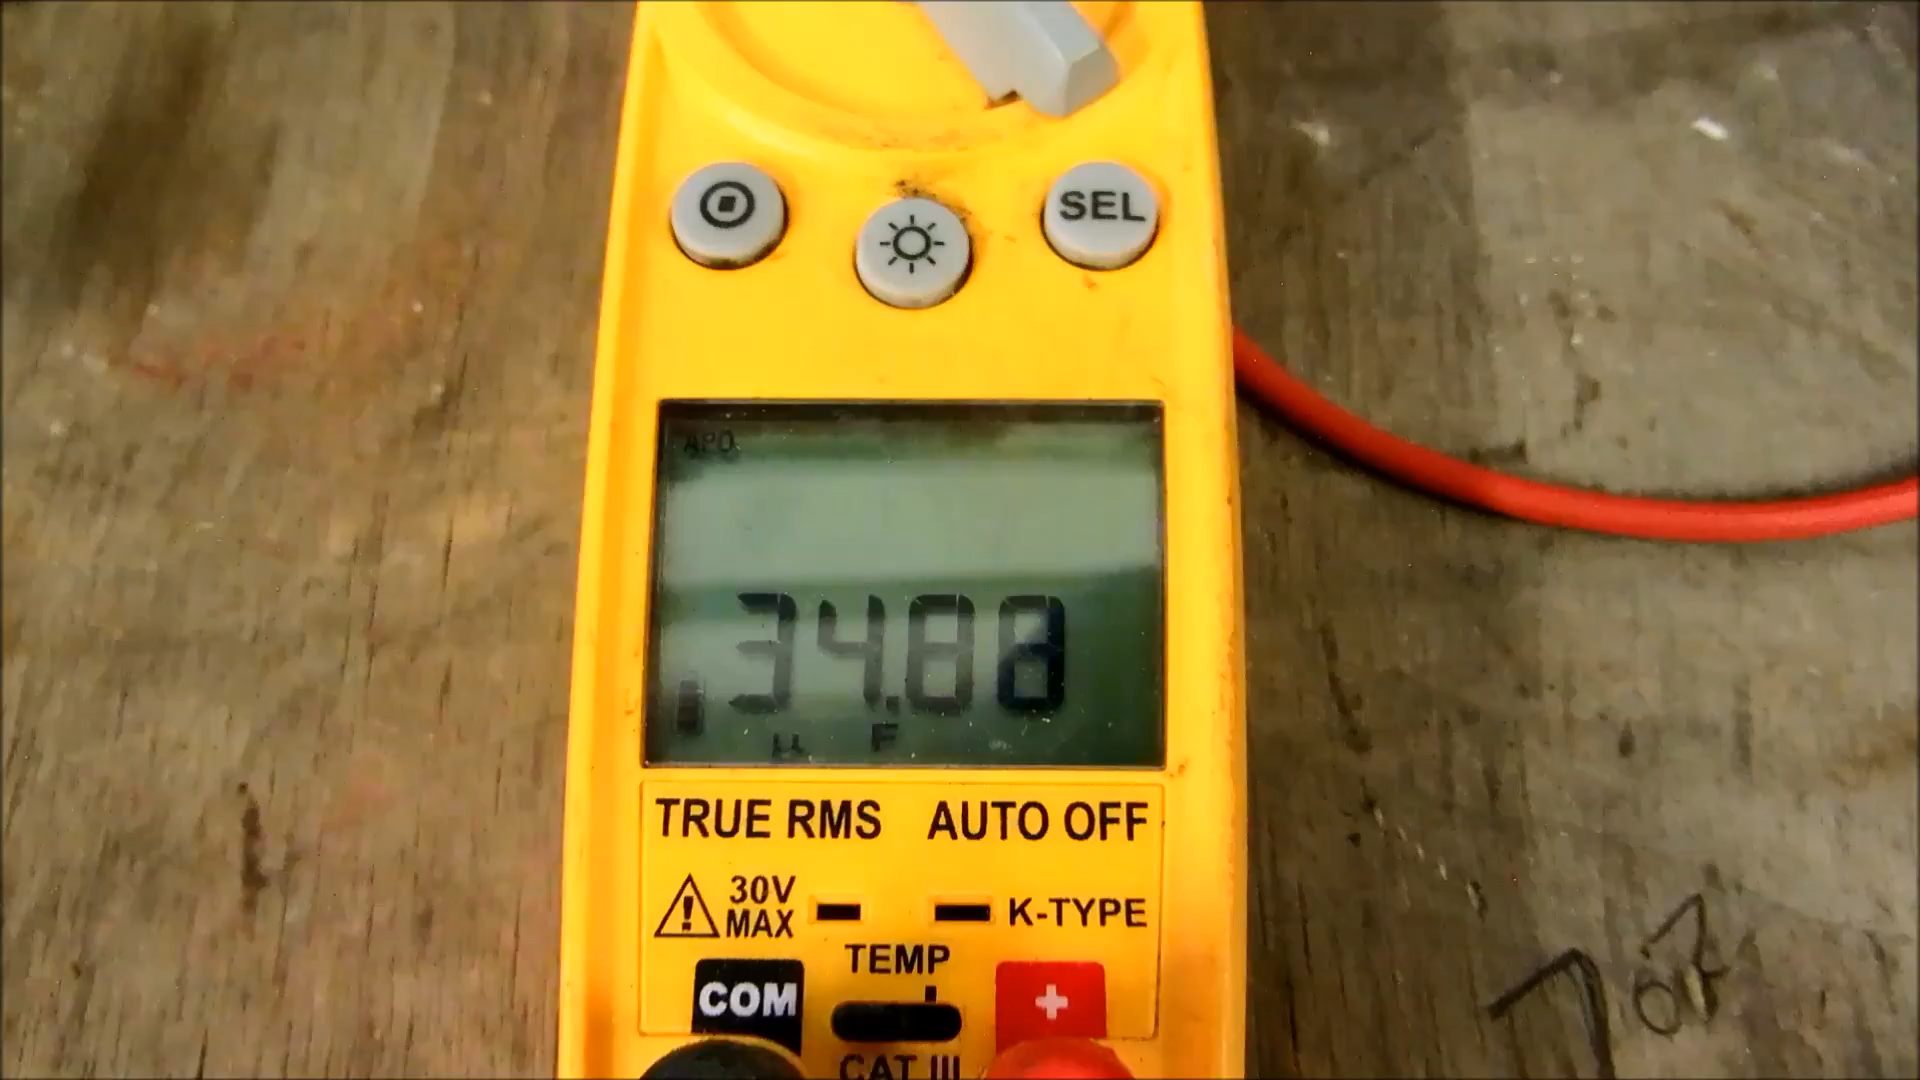 SEL
APO
34.88
μ F
TRUE RMS AUTO OFF
30V MAX K-TYPE
TEMP
COM +
CAT III